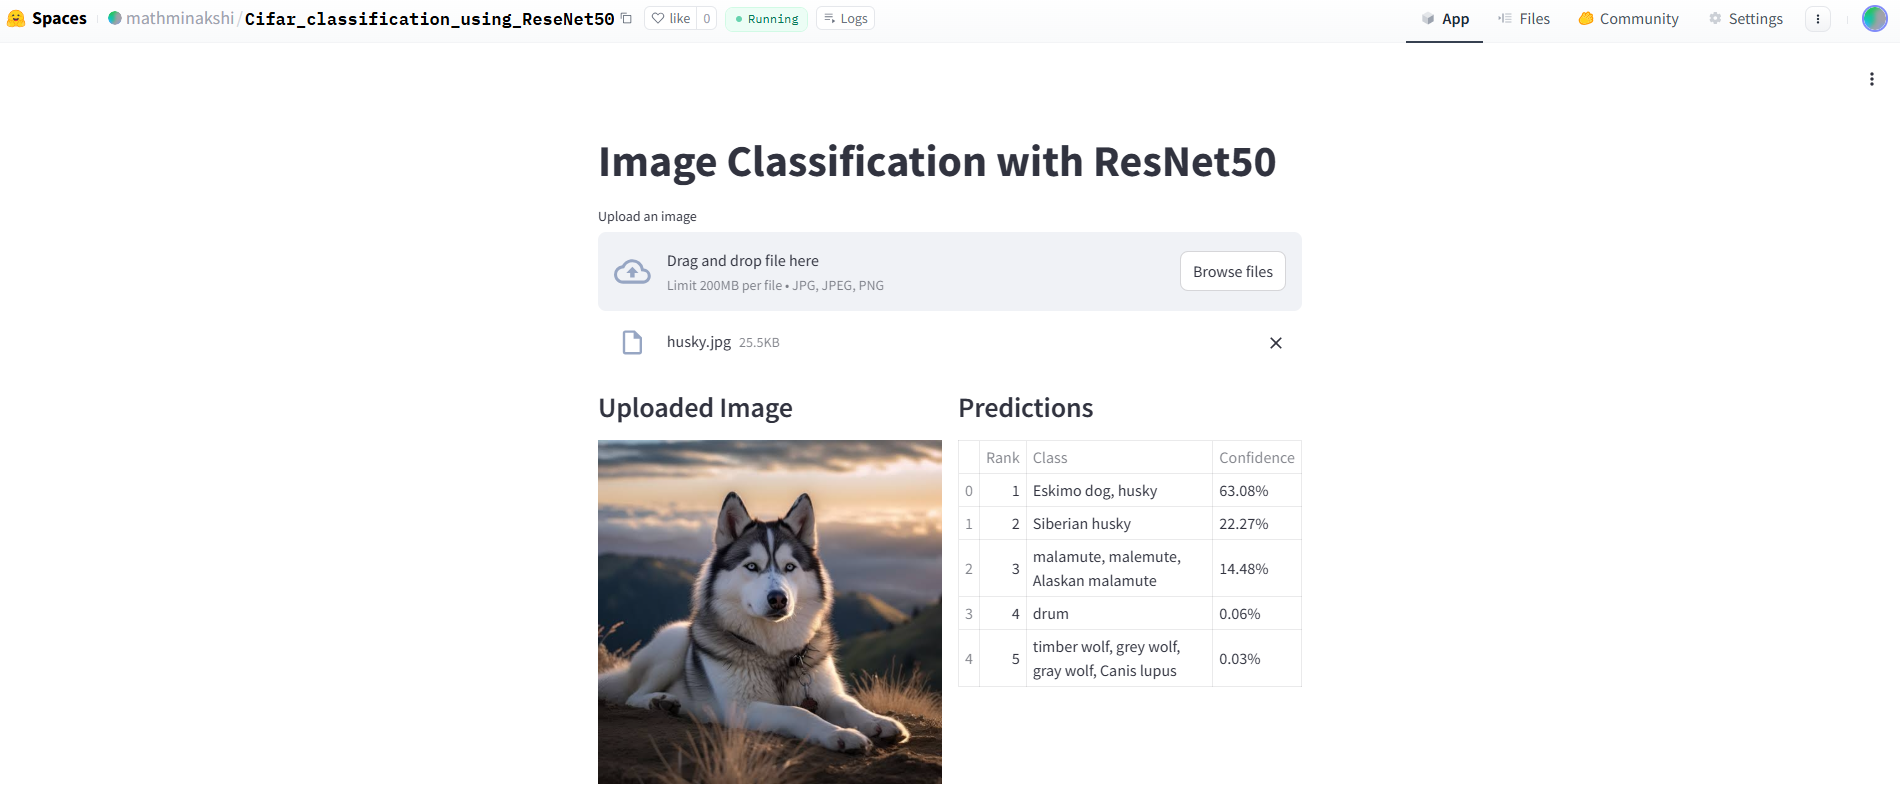 Spaces
mathminakshi/Cifar_classification_using_ReseNet50
like 0
Running
Logs
App
Files
Community
Settings
Image Classification with ResNet50
Upload an image
Drag and drop file here
Limit 200MB per file • JPG, JPEG, PNG
Browse files
husky.jpg 25.5KB
Uploaded Image
Predictions
Rank Class Confidence
0 1 Eskimo dog, husky 63.08%
1 2 Siberian husky 22.27%
2 3 malamute, malemute, 14.48%
Alaskan malamute
3 4 drum 0.06%
4 5 timber wolf, grey wolf, 0.03%
gray wolf, Canis lupus